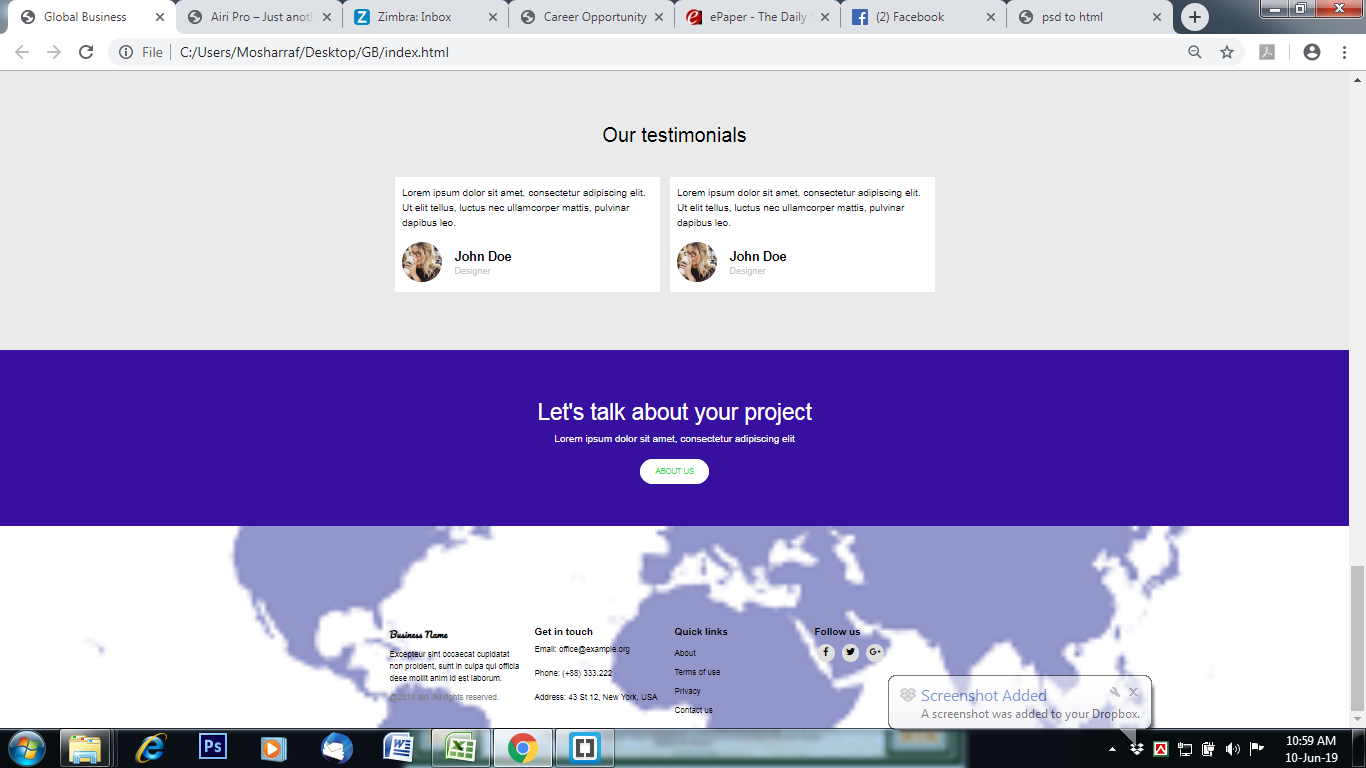 Global Business
Airi Pro – Just anoth
Zimbra: Inbox
Career Opportunity
ePaper - The Daily
(2) Facebook
psd to html
File
C:/Users/Mosharraf/Desktop/GB/index.html
Our testimonials
Lorem ipsum dolor sit amet, consectetur adipiscing elit.
Ut elit tellus, luctus nec ullamcorper mattis, pulvinar
dapibus leo.
John Doe
Designer
Lorem ipsum dolor sit amet, consectetur adipiscing elit.
Ut elit tellus, luctus nec ullamcorper mattis, pulvinar
dapibus leo.
John Doe
Designer
Let's talk about your project
Lorem ipsum dolor sit amet, consectetur adipiscing elit
ABOUT US
Business Name
Excepteur sint occaecat cupidatat
non proident, sunt in culpa qui officia
dese mollit anim id est laborum.
@2018 airi. All rights reserved.
Get in touch
Email: office@example.org
Phone: (+88) 333.222
Address: 43 St 12, New York, USA
Quick links
About
Terms of use
Privacy
Contact us
Follow us
Screenshot Added
A screenshot was added to your Dropbox.
10:59 AM
10-Jun-19